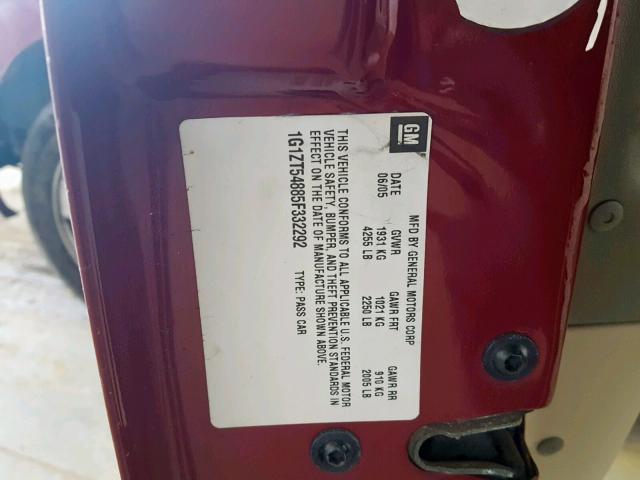 GM
MFD BY GENERAL MOTORS CORP
DATE GVWR GAWR FRT GAWR RR
06/05 1931 KG 1021 KG 910 KG
4255 LB 2250 LB 2005 LB
THIS VEHICLE CONFORMS TO ALL APPLICABLE U.S. FEDERAL MOTOR
VEHICLE SAFETY, BUMPER, AND THEFT PREVENTION STANDARDS IN
EFFECT ON THE DATE OF MANUFACTURE SHOWN ABOVE.
1G1ZT54885F332292 TYPE: PASS CAR